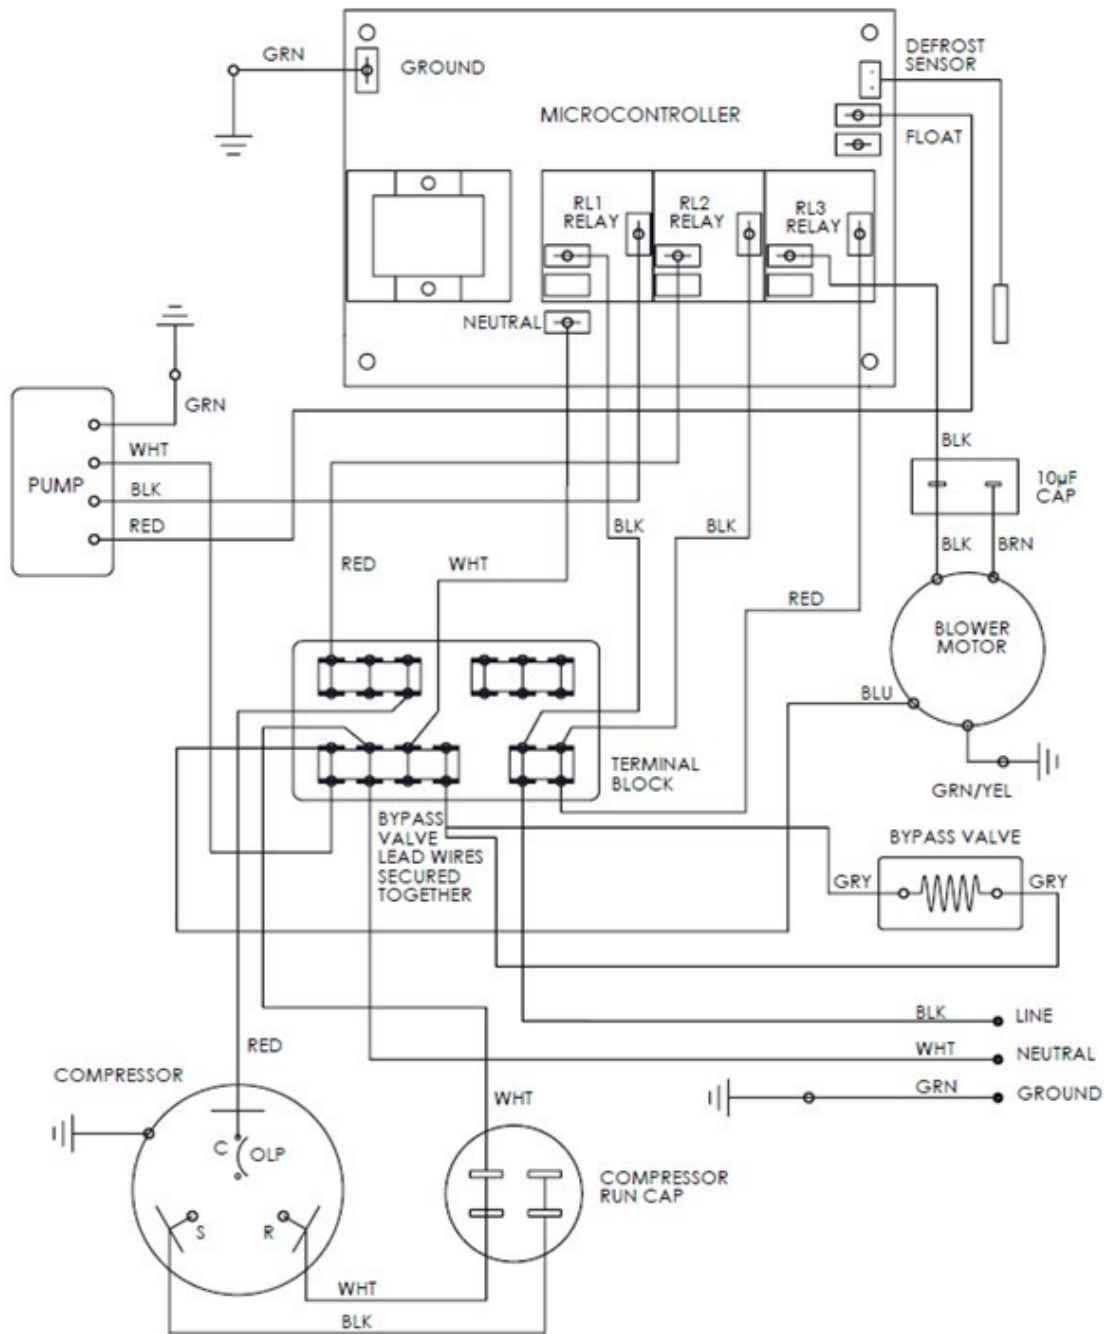 GRN
GROUND
DEFROST
SENSOR
MICROCONTROLLER
FLOAT
RL1
RELAY
RL2
RELAY
RL3
RELAY
NEUTRAL
GRN
WHT
PUMP
BLK
RED
BLK
10µF
CAP
BLK
BRN
BLK
BLK
RED
WHT
RED
BLOWER
MOTOR
BLU
TERMINAL
BLOCK
GRN/YEL
BYPASS
VALVE
LEAD WIRES
SECURED
TOGETHER
BYPASS VALVE
GRY
GRY
BLK
LINE
RED
WHT
NEUTRAL
COMPRESSOR
GRN
GROUND
WHT
C
OLP
COMPRESSOR
RUN CAP
S
R
WHT
BLK